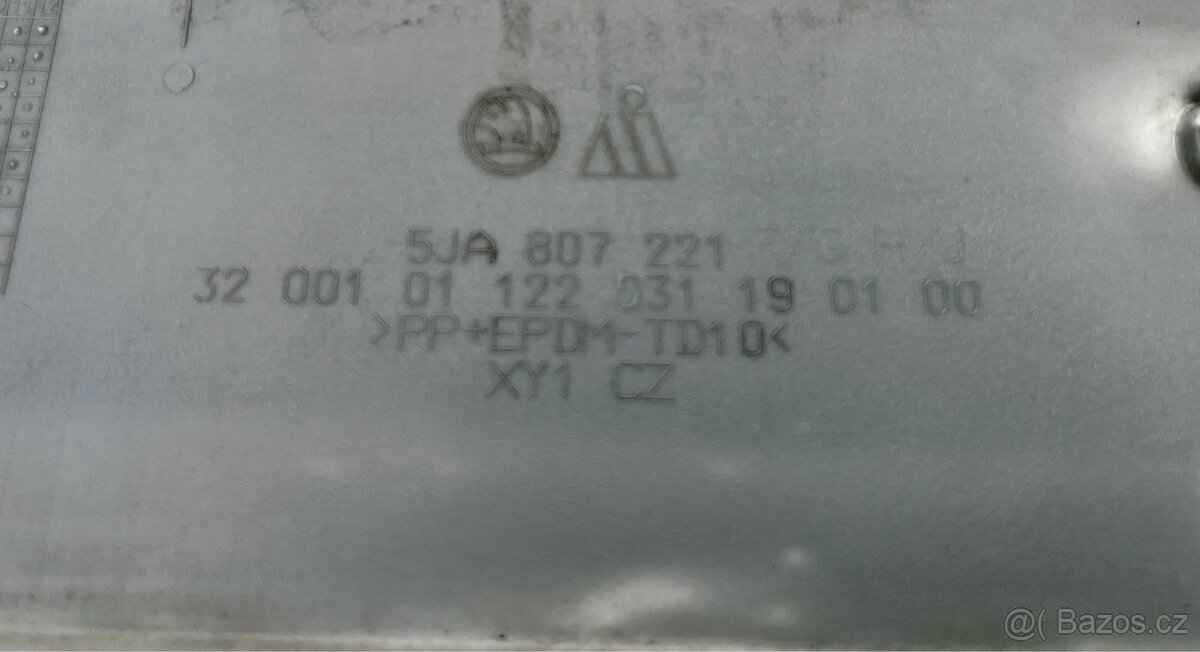 5JA 807 221
32 001 01 122 031 19 01 00
>PP+EPDM-TD10<
XY1 CZ
@( Bazos.cz